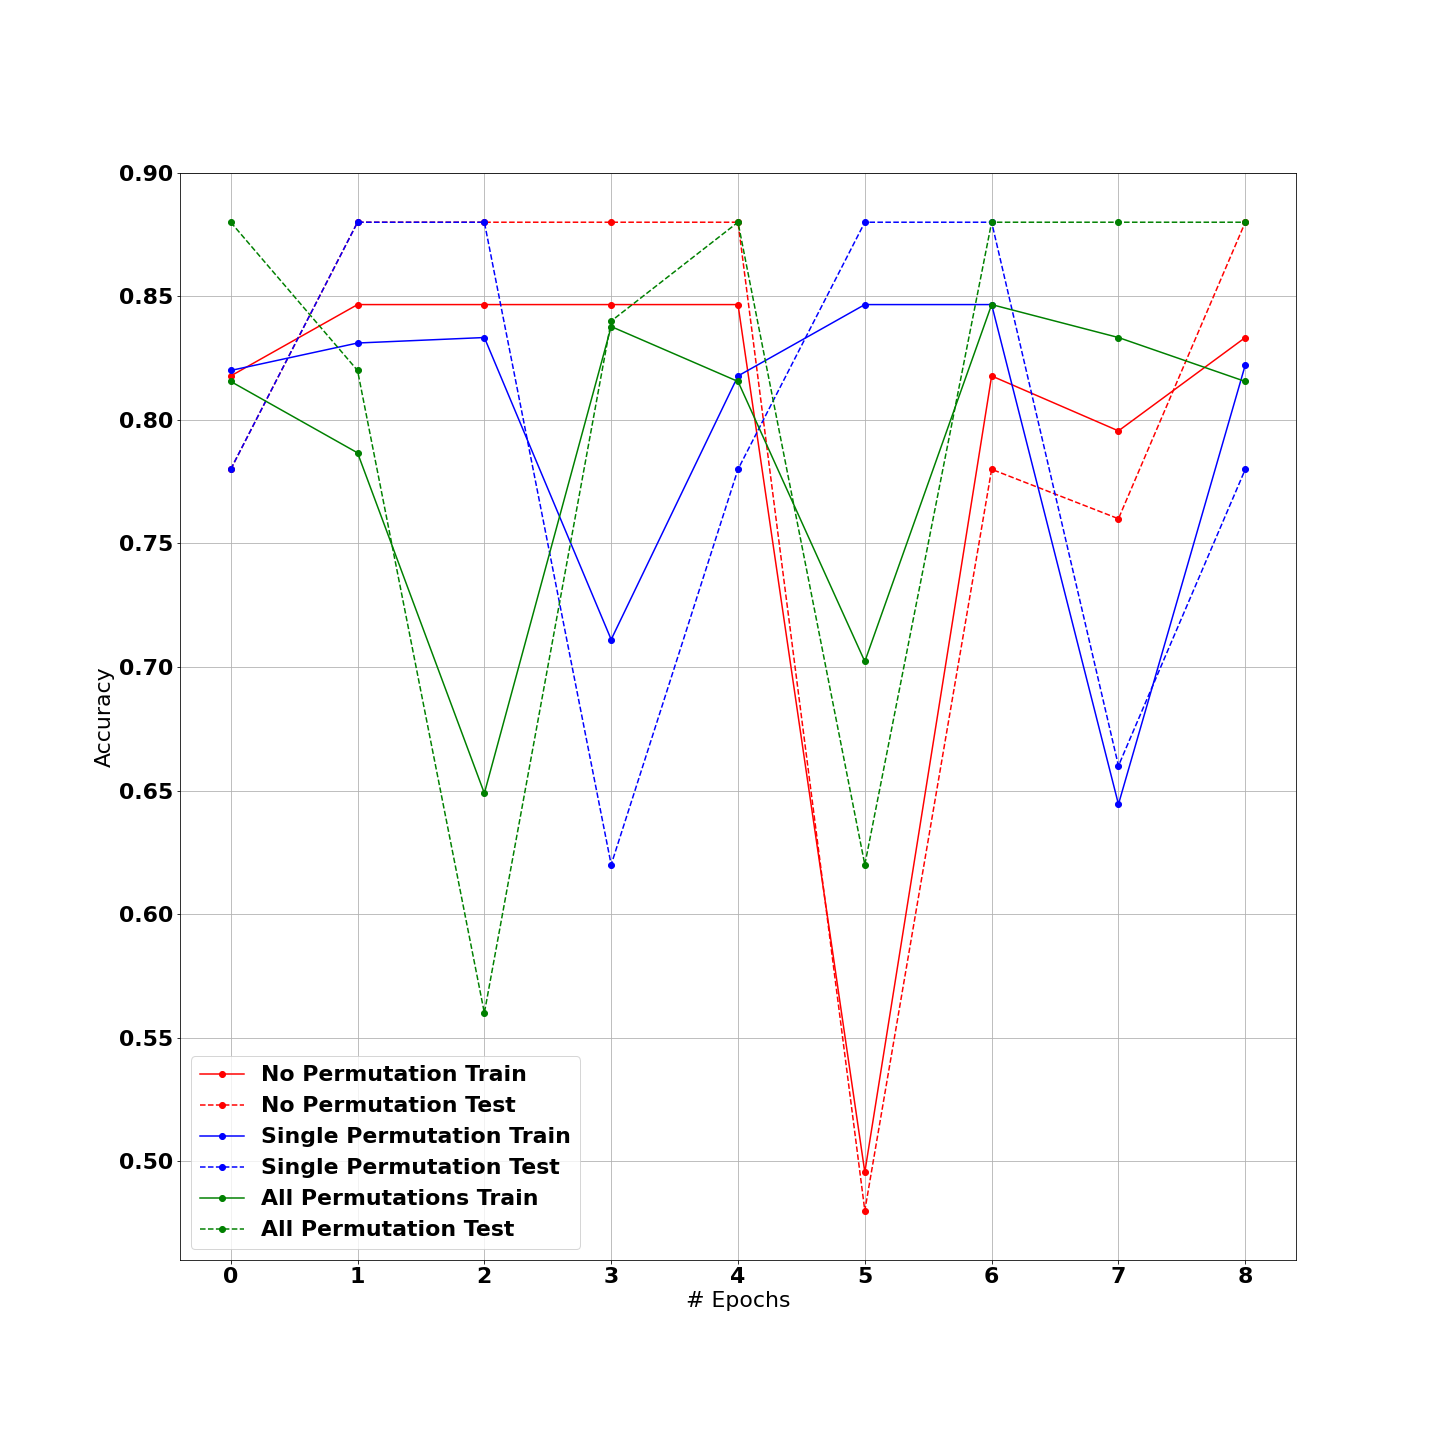 0.90
0.85
0.80
0.75
0.70
0.65
0.60
0.55
0.50
Accuracy
No Permutation Train
No Permutation Test
Single Permutation Train
Single Permutation Test
All Permutations Train
All Permutation Test
0 1 2 3 4 5 6 7 8
# Epochs